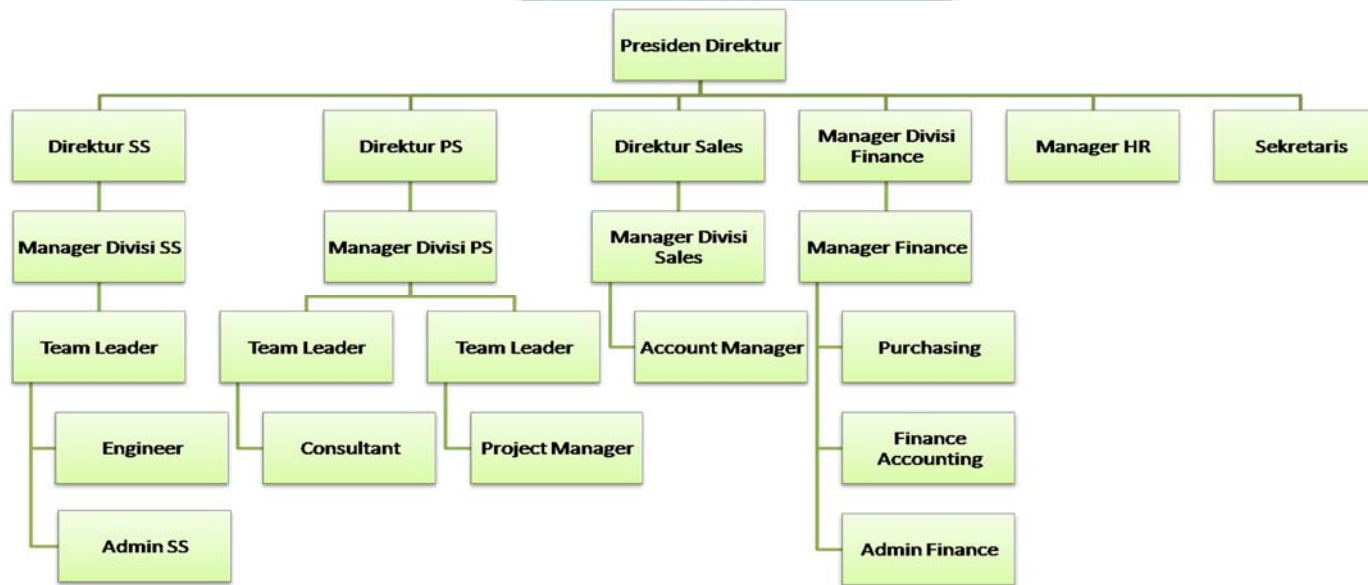 Presiden Direktur
Direktur SS
Direktur PS
Direktur Sales
Manager Divisi
Finance
Manager HR
Sekretaris
Manager Divisi SS
Manager Divisi PS
Manager Divisi
Sales
Manager Finance
Team Leader
Team Leader
Team Leader
Account Manager
Purchasing
Engineer
Consultant
Project Manager
Finance
Accounting
Admin SS
Admin Finance